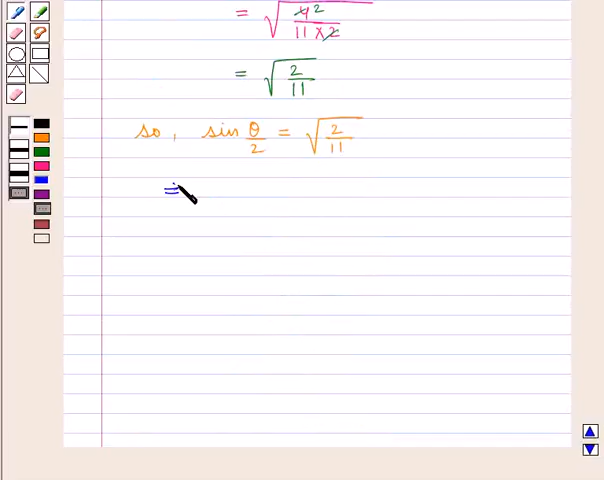 = √(4̶ 2 / 11 × 2̶)
= √(2/11)
so, sin θ/2 = √(2/11)
=